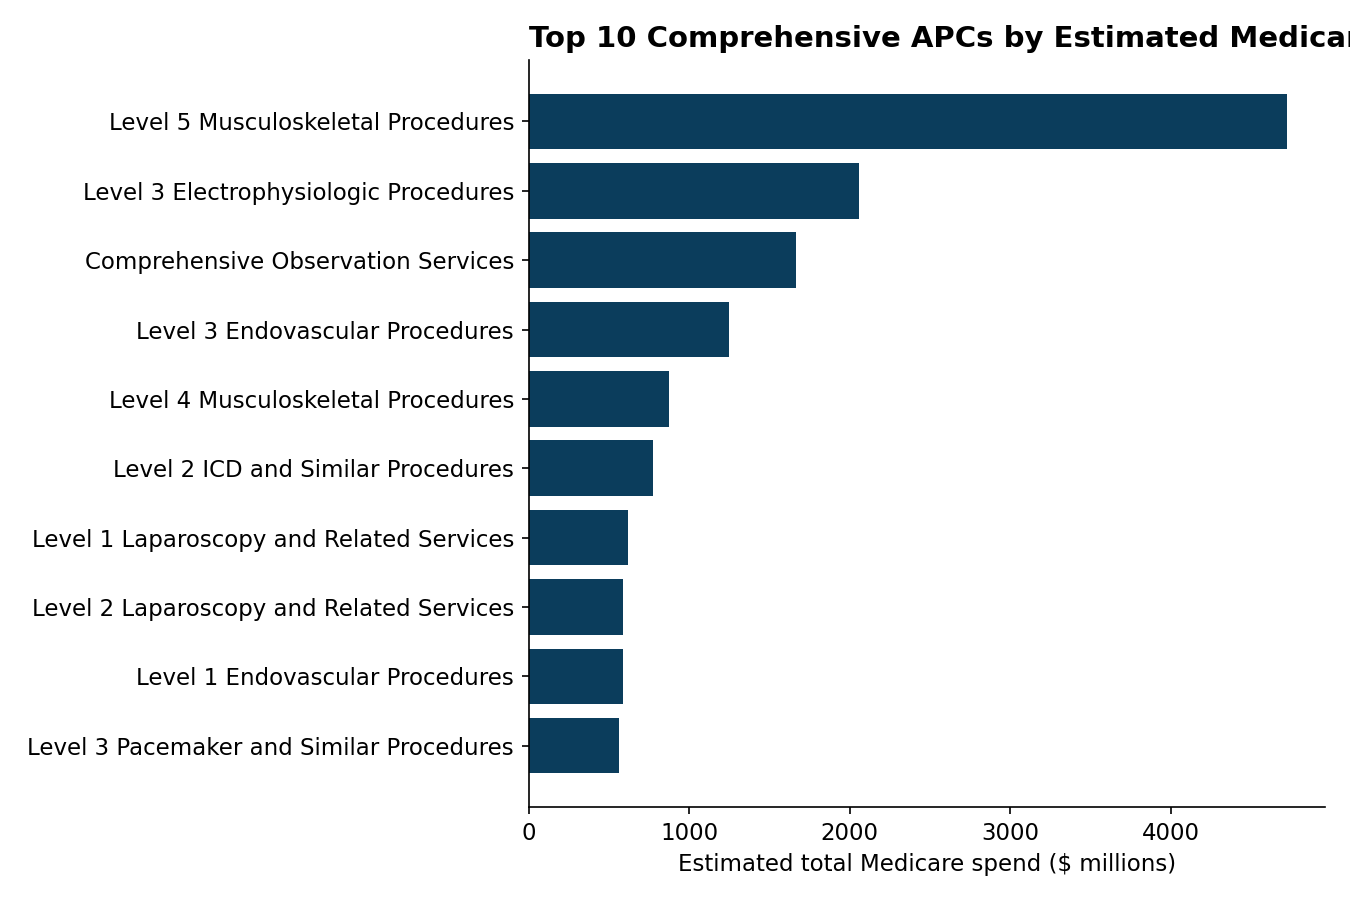 Top 10 Comprehensive APCs by Estimated
Level 5 Musculoskeletal Procedures
Level 3 Electrophysiologic Procedures
Comprehensive Observation Services
Level 3 Endovascular Procedures
Level 4 Musculoskeletal Procedures
Level 2 ICD and Similar Procedures
Level 1 Laparoscopy and Related Services
Level 2 Laparoscopy and Related Services
Level 1 Endovascular Procedures
Level 3 Pacemaker and Similar Procedures
0 1000 2000 3000 4000
Estimated total Medicare spend ($ millions)